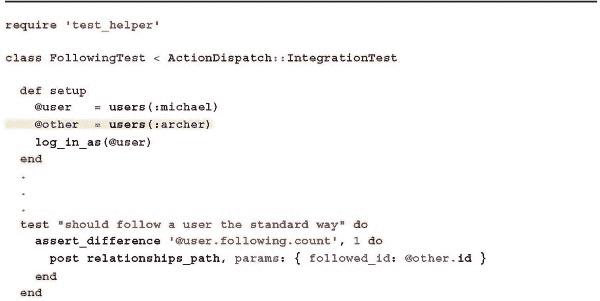 require 'test_helper'
class FollowingTest < ActionDispatch::IntegrationTest
  def setup
    @user   = users(:michael)
    @other  = users(:archer)
    log_in_as(@user)
  end
  .
  .
  .
  test "should follow a user the standard way" do
    assert_difference '@user.following.count', 1 do
      post relationships_path, params: { followed_id: @other.id }
    end
  end